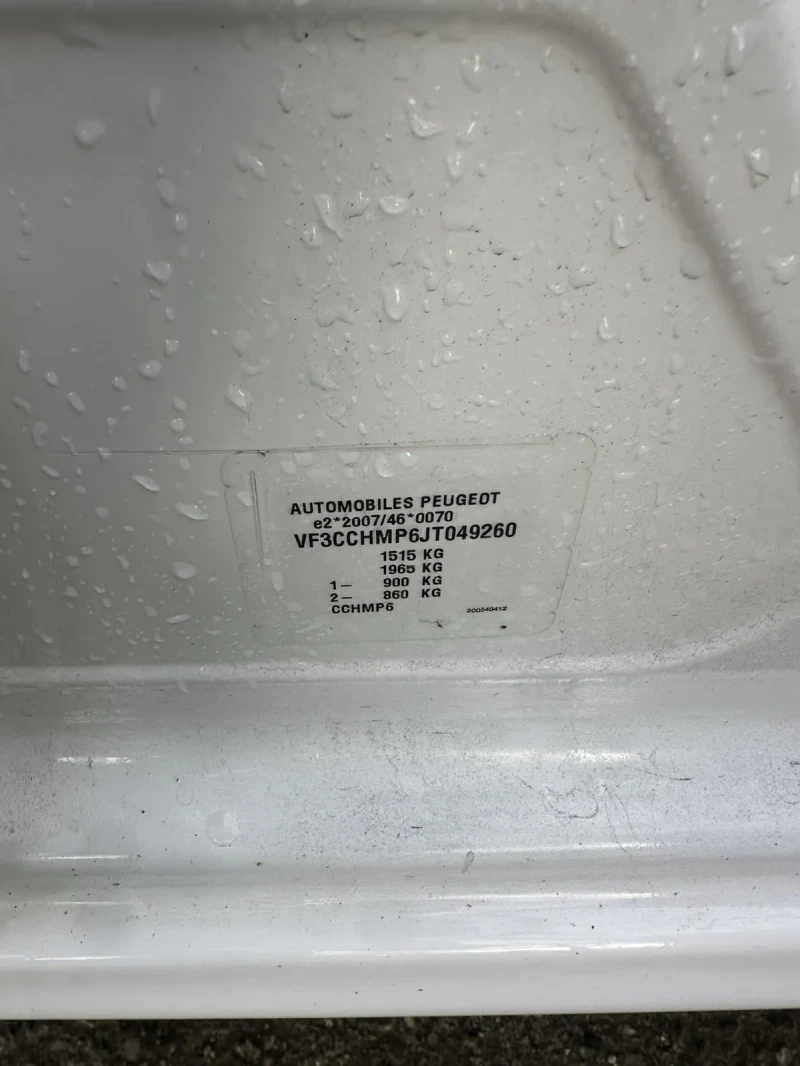 AUTOMOBILES PEUGEOT
e2*2007/46*0070
VF3CCHMP6JT049260
1515 KG
1965 KG
1— 900 KG
2— 860 KG
CCHMP6 200540412